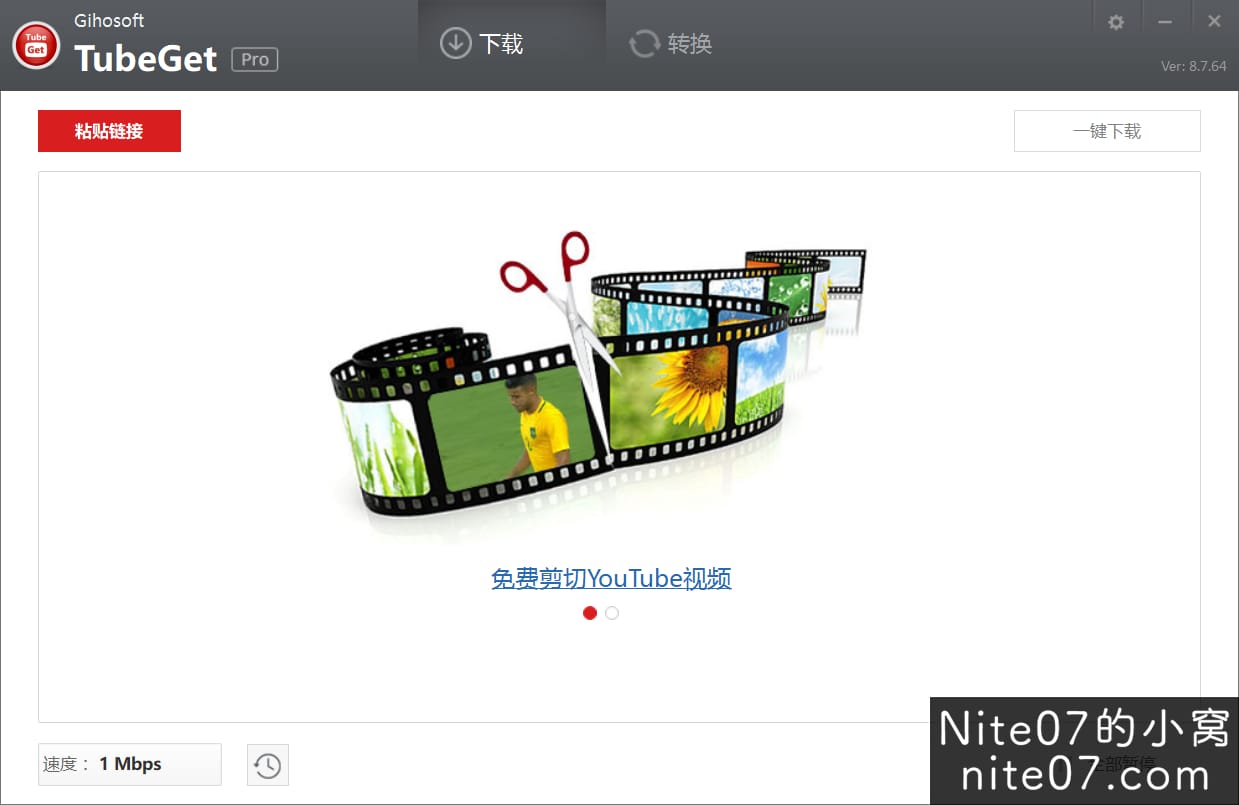 Tube
Get
Gihosoft
TubeGet Pro
下载
转换
Ver: 8.7.64
粘贴链接
一键下载
免费剪切YouTube视频
速度： 1 Mbps
全部暂停
Nite07的小窝
nite07.com